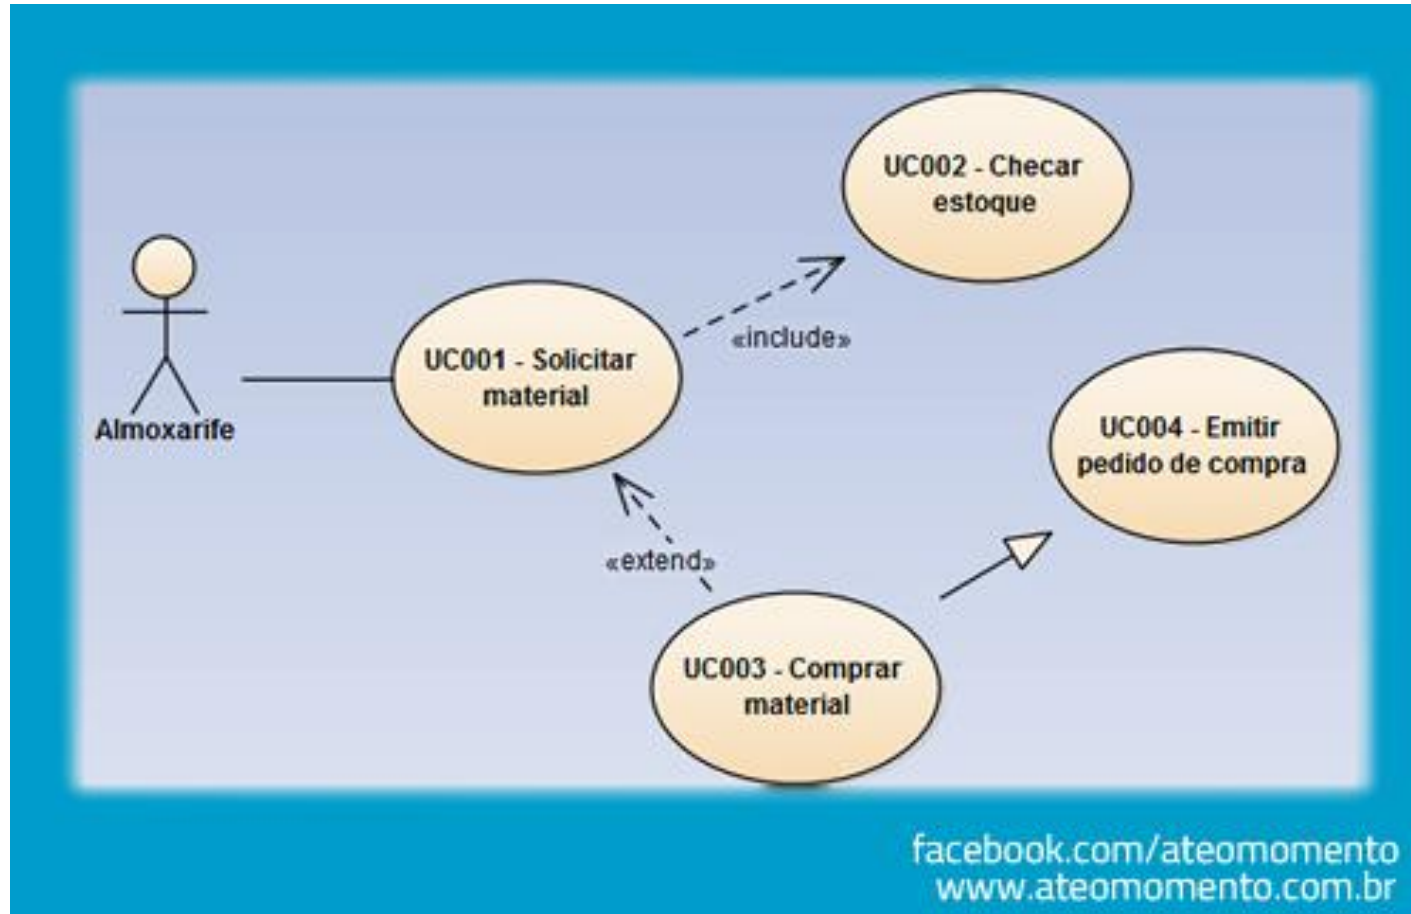 UC002 - Checar
estoque
«include»
UC001 - Solicitar
material
Almoxarife
UC004 - Emitir
pedido de compra
«extend»
UC003 - Comprar
material
facebook.com/ateomomento
www.ateomomento.com.br